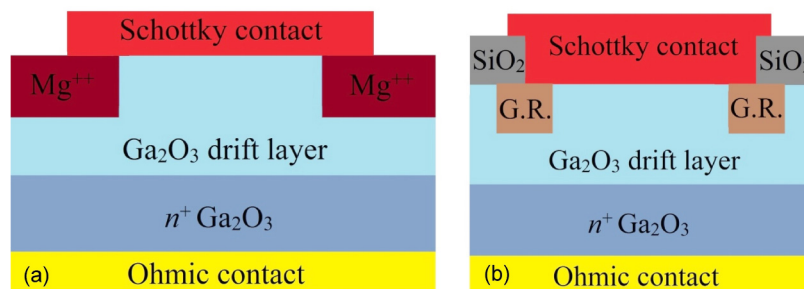 Schottky contact
Mg⁺⁺ Mg⁺⁺
Ga₂O₃ drift layer
n⁺ Ga₂O₃
(a) Ohmic contact
Schottky contact
SiO₂ SiO₂
G.R. G.R.
Ga₂O₃ drift layer
n⁺ Ga₂O₃
(b) Ohmic contact